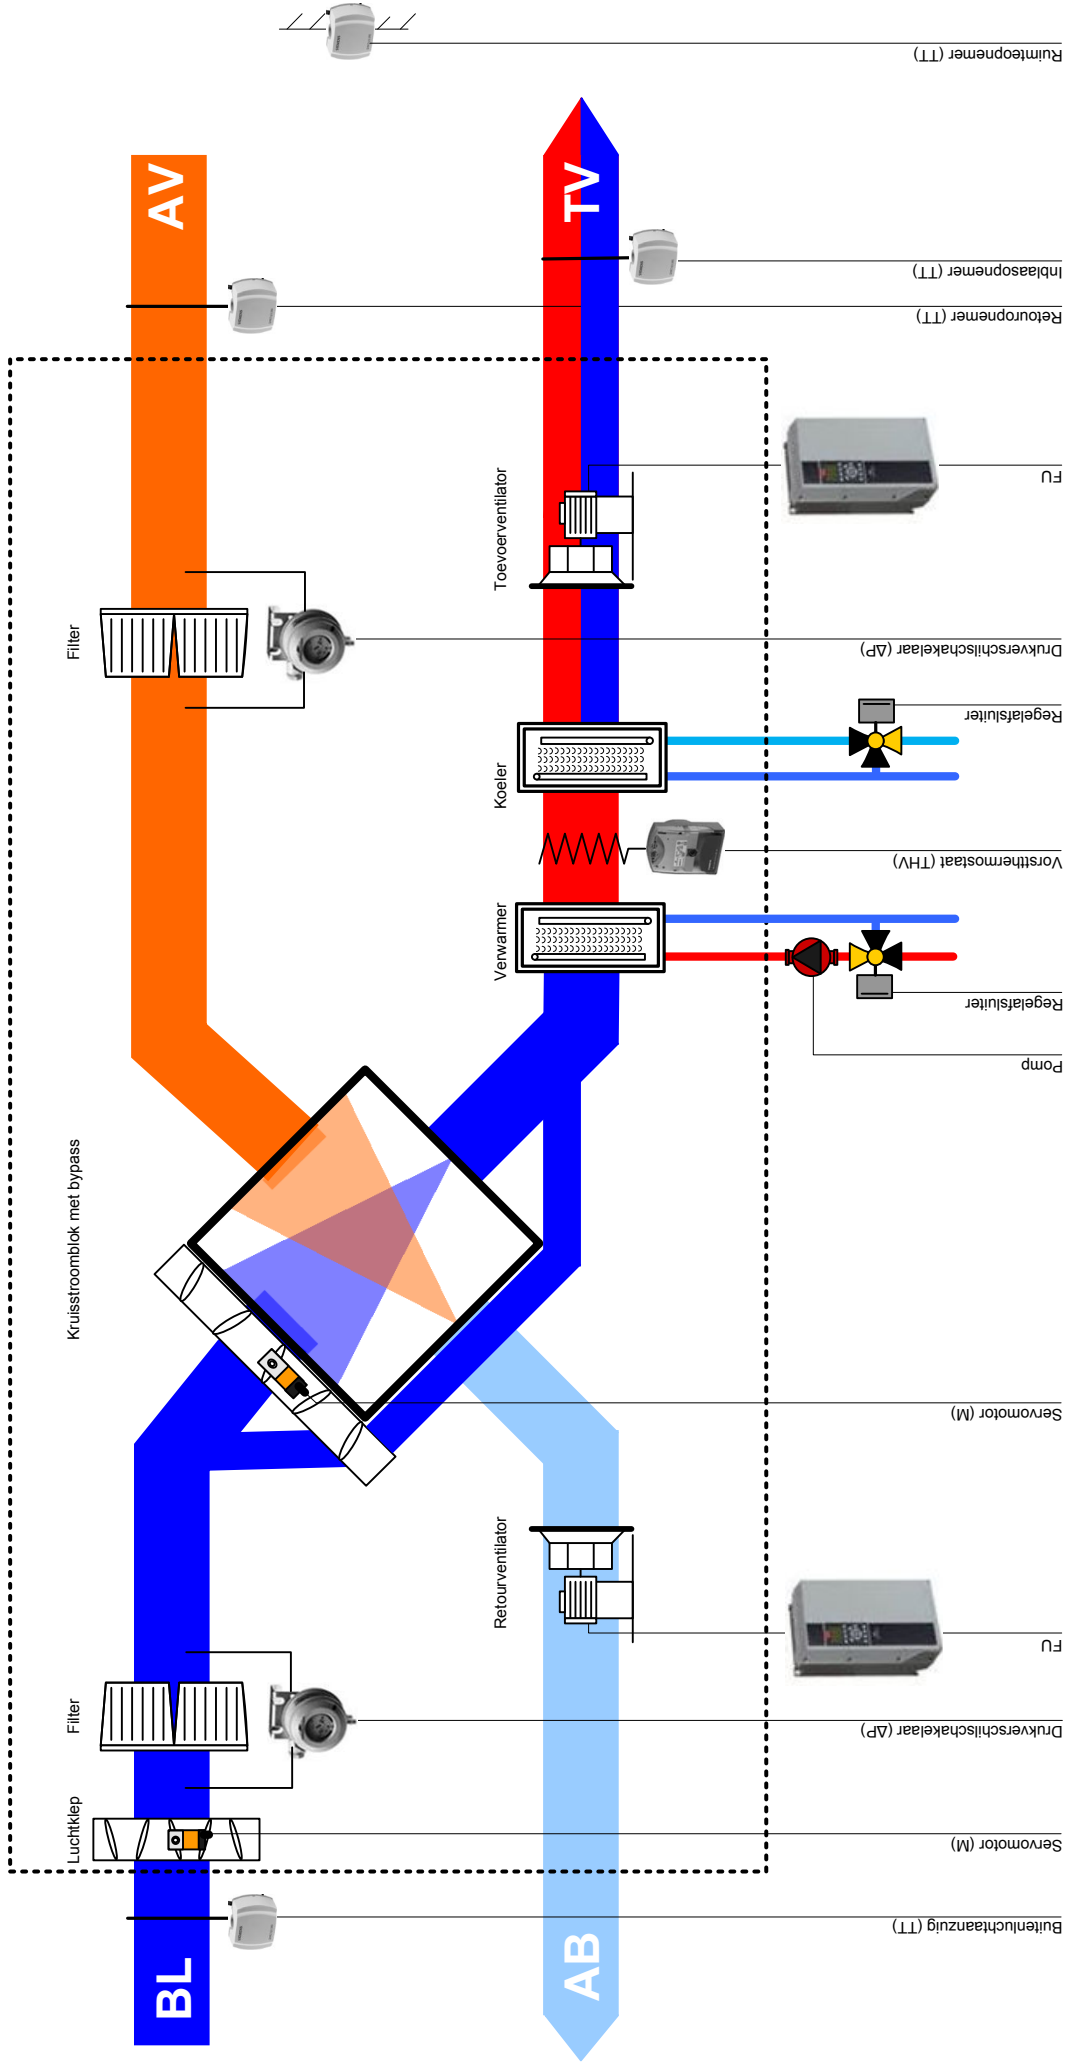 Ruimteopnemer (TT)
AV
TV
Inblaasopnemer (TT)
Retouropnemer (TT)
Toevoerventilator
FU
Filter
Drukverschilschakelaar (ΔP)
Regelafsluiter
Koeler
Vorstthermostaat (THV)
Verwarmer
Regelafsluiter
Pomp
Kruisstroomblok met bypass
Servomotor (M)
Retourventilator
FU
Filter
Drukverschilschakelaar (ΔP)
Luchtklep
Servomotor (M)
Buitenluchtaanzuig (TT)
BL
AB